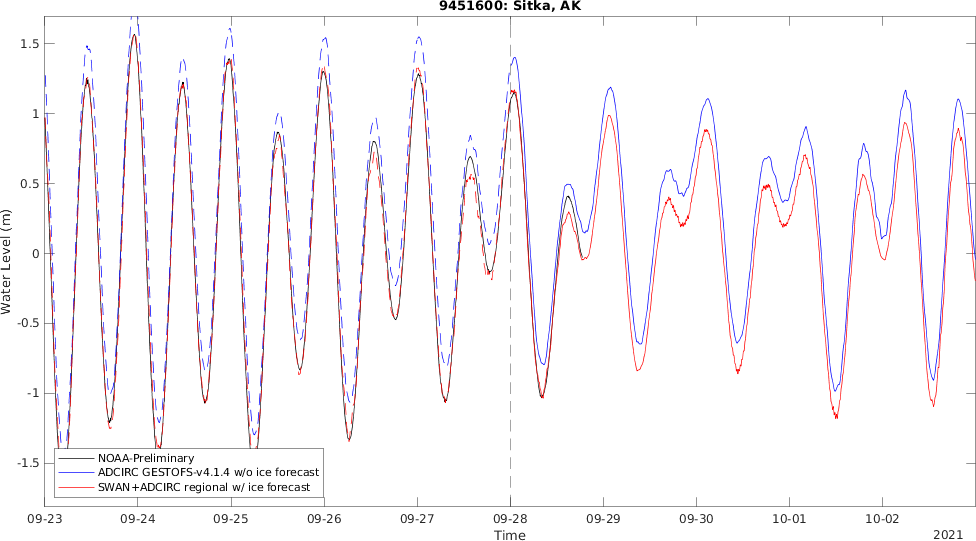 9451600: Sitka, AK
1.5
1
0.5
0
-0.5
-1
-1.5
Water Level (m)
NOAA-Preliminary
ADCIRC GESTOFS-v4.1.4 w/o ice forecast
SWAN+ADCIRC regional w/ ice forecast
09-23 09-24 09-25 09-26 09-27 09-28 09-29 09-30 10-01 10-02
Time
2021